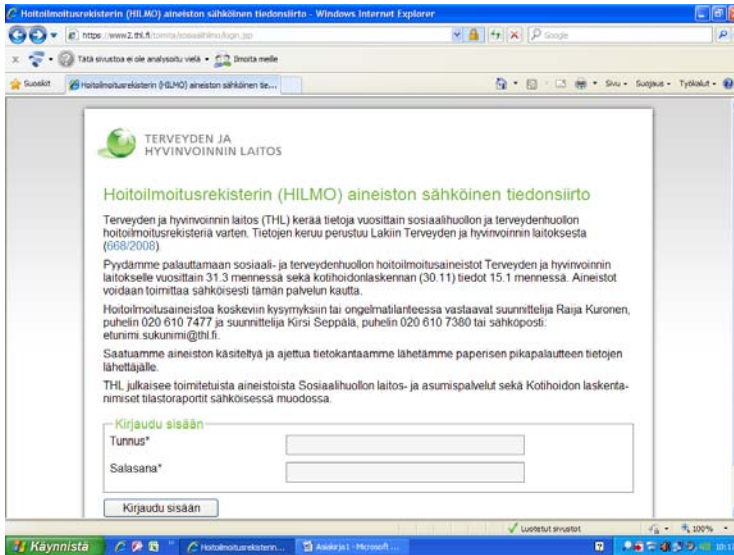 Hoitoilmoitusrekisterin (HILMO) aineiston sähköinen tiedonsiirto - Windows Internet Explorer
https://www2.thl.fi/toimita/sosiaalihilmo/login.jsp
Google
Tätä sivustoa ei ole analysoitu vielä
Ilmoita meille
Suosikit
Hoitoilmoitusrekisterin (HILMO) aineiston sähköinen tie...
Sivu
Suojaus
Työkalut
TERVEYDEN JA
HYVINVOINNIN LAITOS
Hoitoilmoitusrekisterin (HILMO) aineiston sähköinen tiedonsiirto
Terveyden ja hyvinvoinnin laitos (THL) kerää tietoja vuosittain sosiaalihuollon ja terveydenhuollon
hoitoilmoitusrekisteriä varten. Tietojen keruu perustuu Lakiin Terveyden ja hyvinvoinnin laitoksesta
(668/2008).
Pyydämme palauttamaan sosiaali- ja terveydenhuollon hoitoilmoitusaineistot Terveyden ja hyvinvoinnin
laitokselle vuosittain 31.3 mennessä sekä kotihoidonlaskennan (30.11) tiedot 15.1 mennessä. Aineistot
voidaan toimittaa sähköisesti tämän palvelun kautta.
Hoitoilmoitusaineistoa koskeviin kysymyksiin tai ongelmatilanteessa vastaavat suunnittelija Raija Kuronen,
puhelin 020 610 7477 ja suunnittelija Kirsi Seppälä, puhelin 020 610 7380 tai sähköposti:
etunimi.sukunimi@thl.fi.
Saatuamme aineiston käsiteltyä ja ajettua tietokantaamme lähetämme paperisen pikapalautteen tietojen
lähettäjälle.
THL julkaisee toimitetuista aineistoista Sosiaalihuollon laitos- ja asumispalvelut sekä Kotihoidon laskenta-
nimiset tilastoraportit sähköisessä muodossa.
Kirjaudu sisään
Tunnus*
Salasana*
Kirjaudu sisään
Luotetut sivustot
100%
Käynnistä
Hoitoilmoitusrekisterin...
Asiakirja1 - Microsoft ...